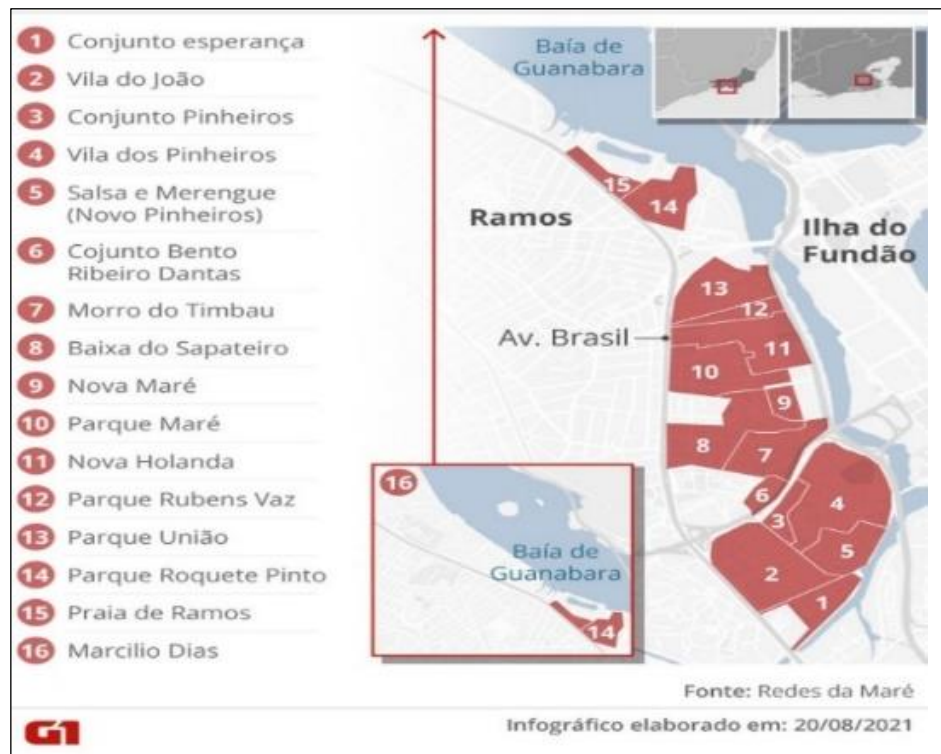 1 Conjunto esperança
2 Vila do João
3 Conjunto Pinheiros
4 Vila dos Pinheiros
5 Salsa e Merengue
(Novo Pinheiros)
6 Cojunto Bento
Ribeiro Dantas
7 Morro do Timbau
8 Baixa do Sapateiro
9 Nova Maré
10 Parque Maré
11 Nova Holanda
12 Parque Rubens Vaz
13 Parque União
14 Parque Roquete Pinto
15 Praia de Ramos
16 Marcilio Dias
Baía de
Guanabara
15
14
Ramos
Ilha do
Fundão
13
12
Av. Brasil
11
10
9
8
7
6
4
3
5
2
1
16
Baía de
Guanabara
14
Fonte: Redes da Maré
G1
Infográfico elaborado em: 20/08/2021